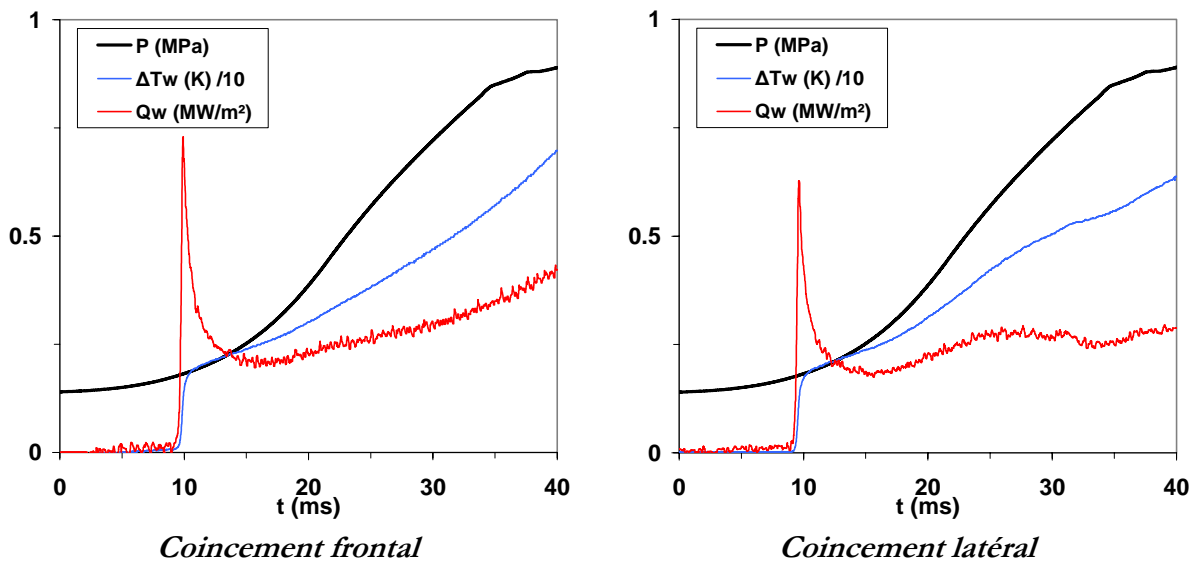 1
P (MPa)
ΔTw (K) /10
Qw (MW/m²)
0.5
0
0
10
20
30
40
t (ms)
Coincement frontal
1
P (MPa)
ΔTw (K) /10
Qw (MW/m²)
0.5
0
0
10
20
30
40
t (ms)
Coincement latéral